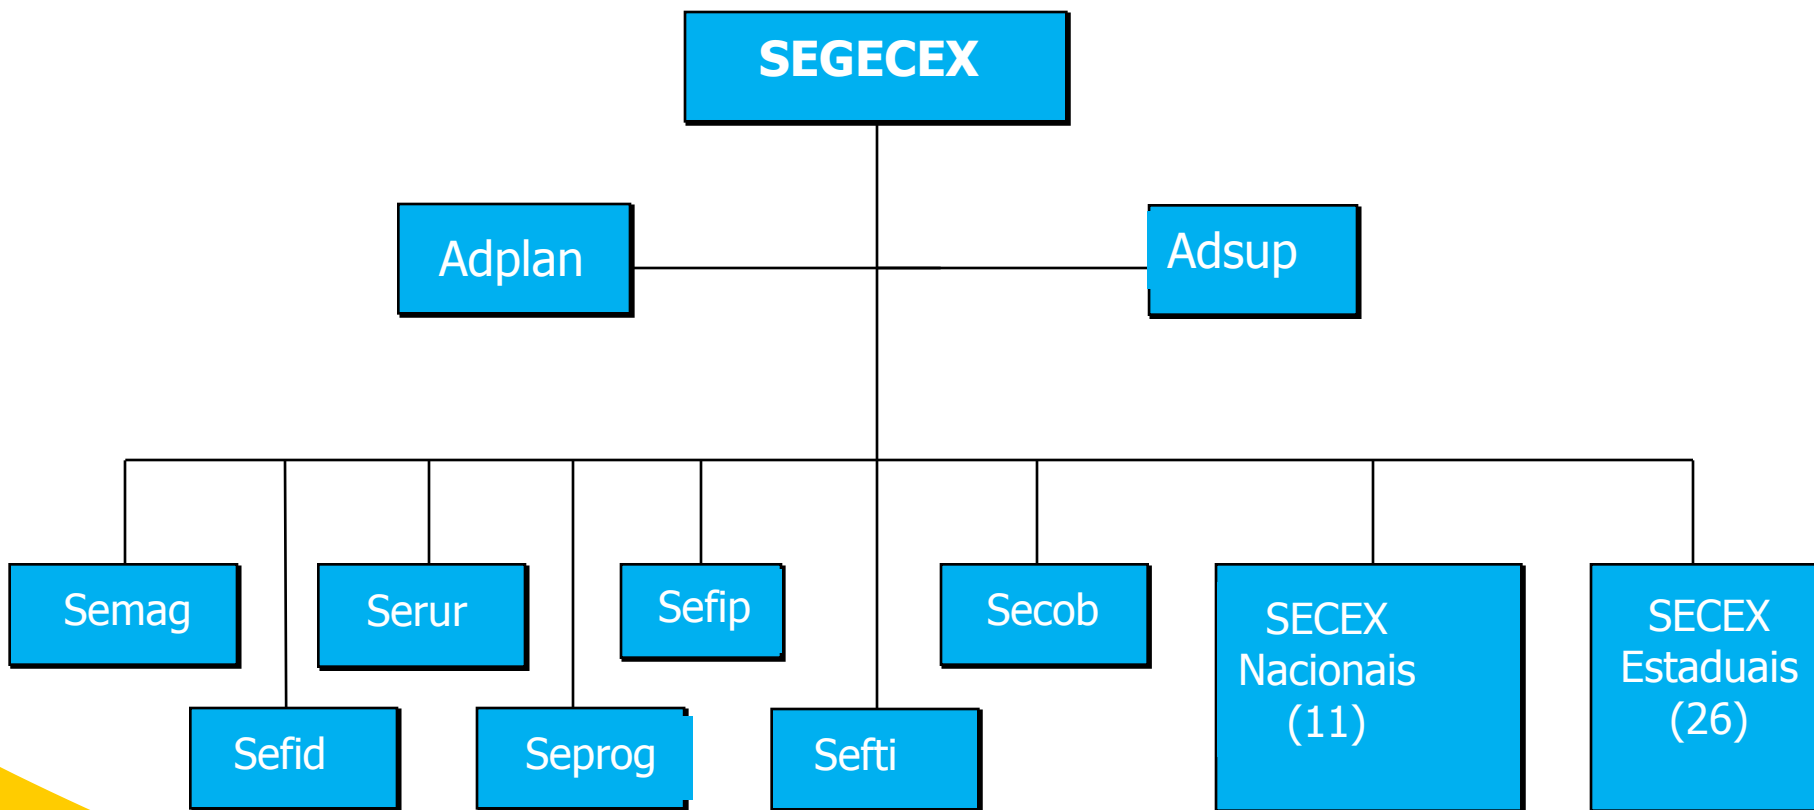 SEGECEX
Adplan
Adsup
Semag
Serur
Sefip
Secob
SECEX
Nacionais
(11)
SECEX
Estaduais
(26)
Sefid
Seprog
Sefti